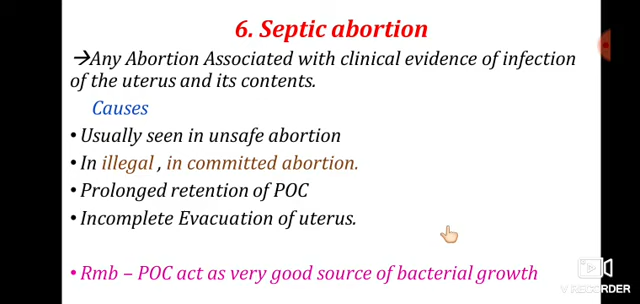 6. Septic abortion
→Any Abortion Associated with clinical evidence of infection
of the uterus and its contents.
Causes
• Usually seen in unsafe abortion
• In illegal , in committed abortion.
• Prolonged retention of POC
• Incomplete Evacuation of uterus.
• Rmb – POC act as very good source of bacterial growth
V RECORDER